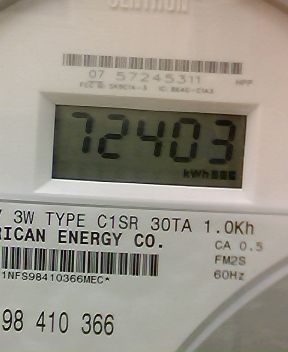 CENTRON
07 57245311
72403
kWh
3W TYPE C1SR 30TA 1.0Kh
RICAN ENERGY CO.
CA 0.5
FM2S
1NFS98410366MEC*
60Hz
98 410 366